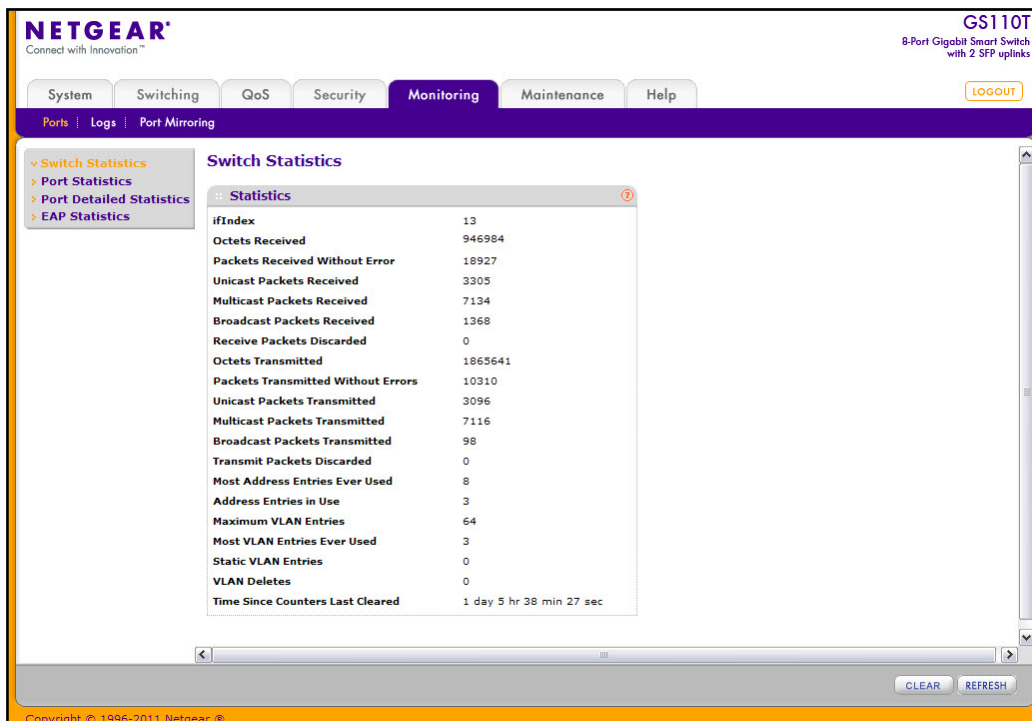 NETGEAR®
Connect with Innovation™
GS110T
8-Port Gigabit Smart Switch
with 2 SFP uplinks
System Switching QoS Security Monitoring Maintenance Help LOGOUT
Ports Logs Port Mirroring
Switch Statistics
Port Statistics
Port Detailed Statistics
EAP Statistics
Switch Statistics
Statistics ?
ifIndex 13
Octets Received 946984
Packets Received Without Error 18927
Unicast Packets Received 3305
Multicast Packets Received 7134
Broadcast Packets Received 1368
Receive Packets Discarded 0
Octets Transmitted 1865641
Packets Transmitted Without Errors 10310
Unicast Packets Transmitted 3096
Multicast Packets Transmitted 7116
Broadcast Packets Transmitted 98
Transmit Packets Discarded 0
Most Address Entries Ever Used 8
Address Entries in Use 3
Maximum VLAN Entries 64
Most VLAN Entries Ever Used 3
Static VLAN Entries 0
VLAN Deletes 0
Time Since Counters Last Cleared 1 day 5 hr 38 min 27 sec
CLEAR REFRESH
Copyright © 1996-2011 Netgear ®